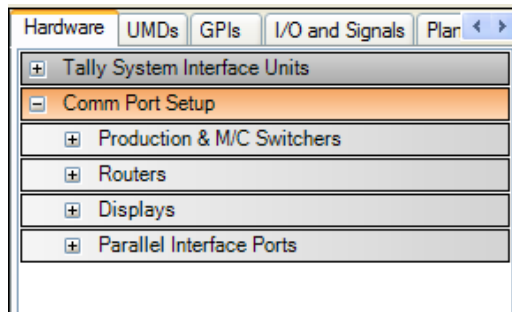 Hardware UMDs GPIs I/O and Signals Plan
Tally System Interface Units
Comm Port Setup
Production & M/C Switchers
Routers
Displays
Parallel Interface Ports